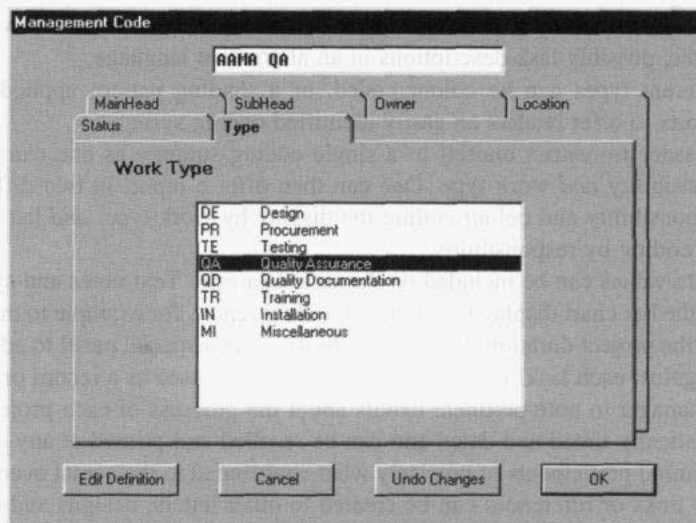 Management Code
AAMA QA
MainHead SubHead Owner Location
Status Type
Work Type
DE Design
PR Procurement
TE Testing
QA Quality Assurance
QD Quality Documentation
TR Training
IN Installation
MI Miscellaneous
Edit Definition Cancel Undo Changes OK